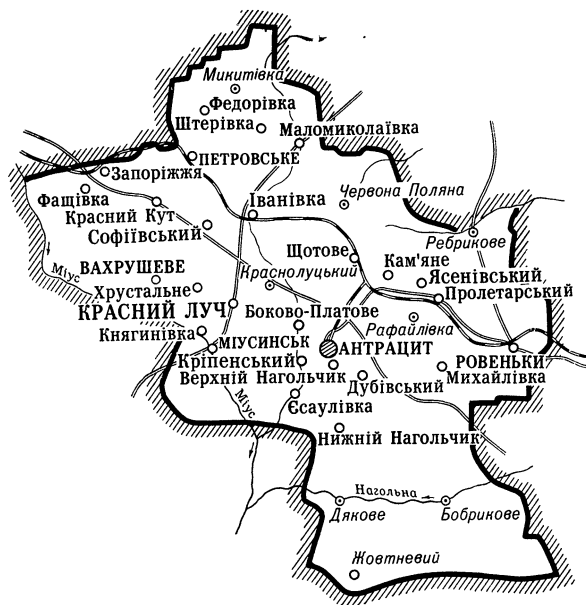 Микитівка
Федорівка
Штерівка
Маломиколаївка
ПЕТРОВСЬКЕ
Запоріжжя
Фащівка
Красний Кут
Іванівка
Червона Поляна
Софіївський
Ребрикове
Щотове
Кам'яне
Міус
ВАХРУШЕВЕ
Краснолуцький
Ясенівський
Хрустальне
Пролетарський
КРАСНИЙ ЛУЧ
Боково-Платове
Рафайлівка
Княгинівка
МІУСИНСЬК
АНТРАЦИТ
РОВЕНЬКИ
Кріпенський
Михайлівка
Верхній Нагольчик
Дубівський
Міус
Єсаулівка
Нижній Нагольчик
Нагольна
Дякове
Бобрикове
Жовтневий